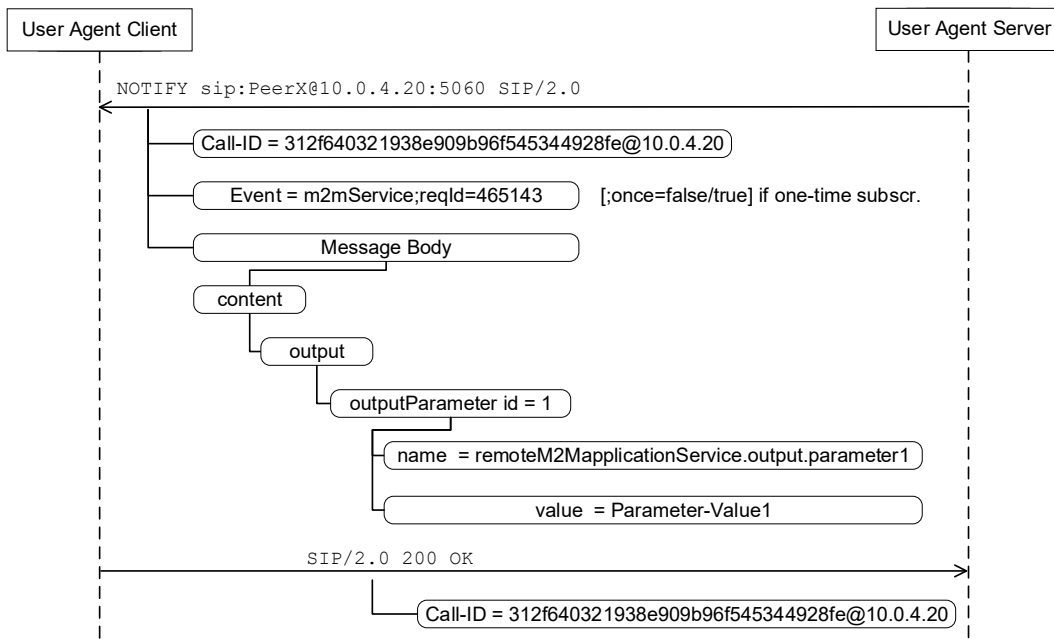 User Agent Client
User Agent Server
NOTIFY sip:PeerX@10.0.4.20:5060 SIP/2.0
Call-ID = 312f640321938e909b96f545344928fe@10.0.4.20
Event = m2mService;reqId=465143 [;once=false/true] if one-time subscr.
Message Body
content
output
outputParameter id = 1
name = remoteM2MapplicationService.output.parameter1
value = Parameter-Value1
SIP/2.0 200 OK
Call-ID = 312f640321938e909b96f545344928fe@10.0.4.20